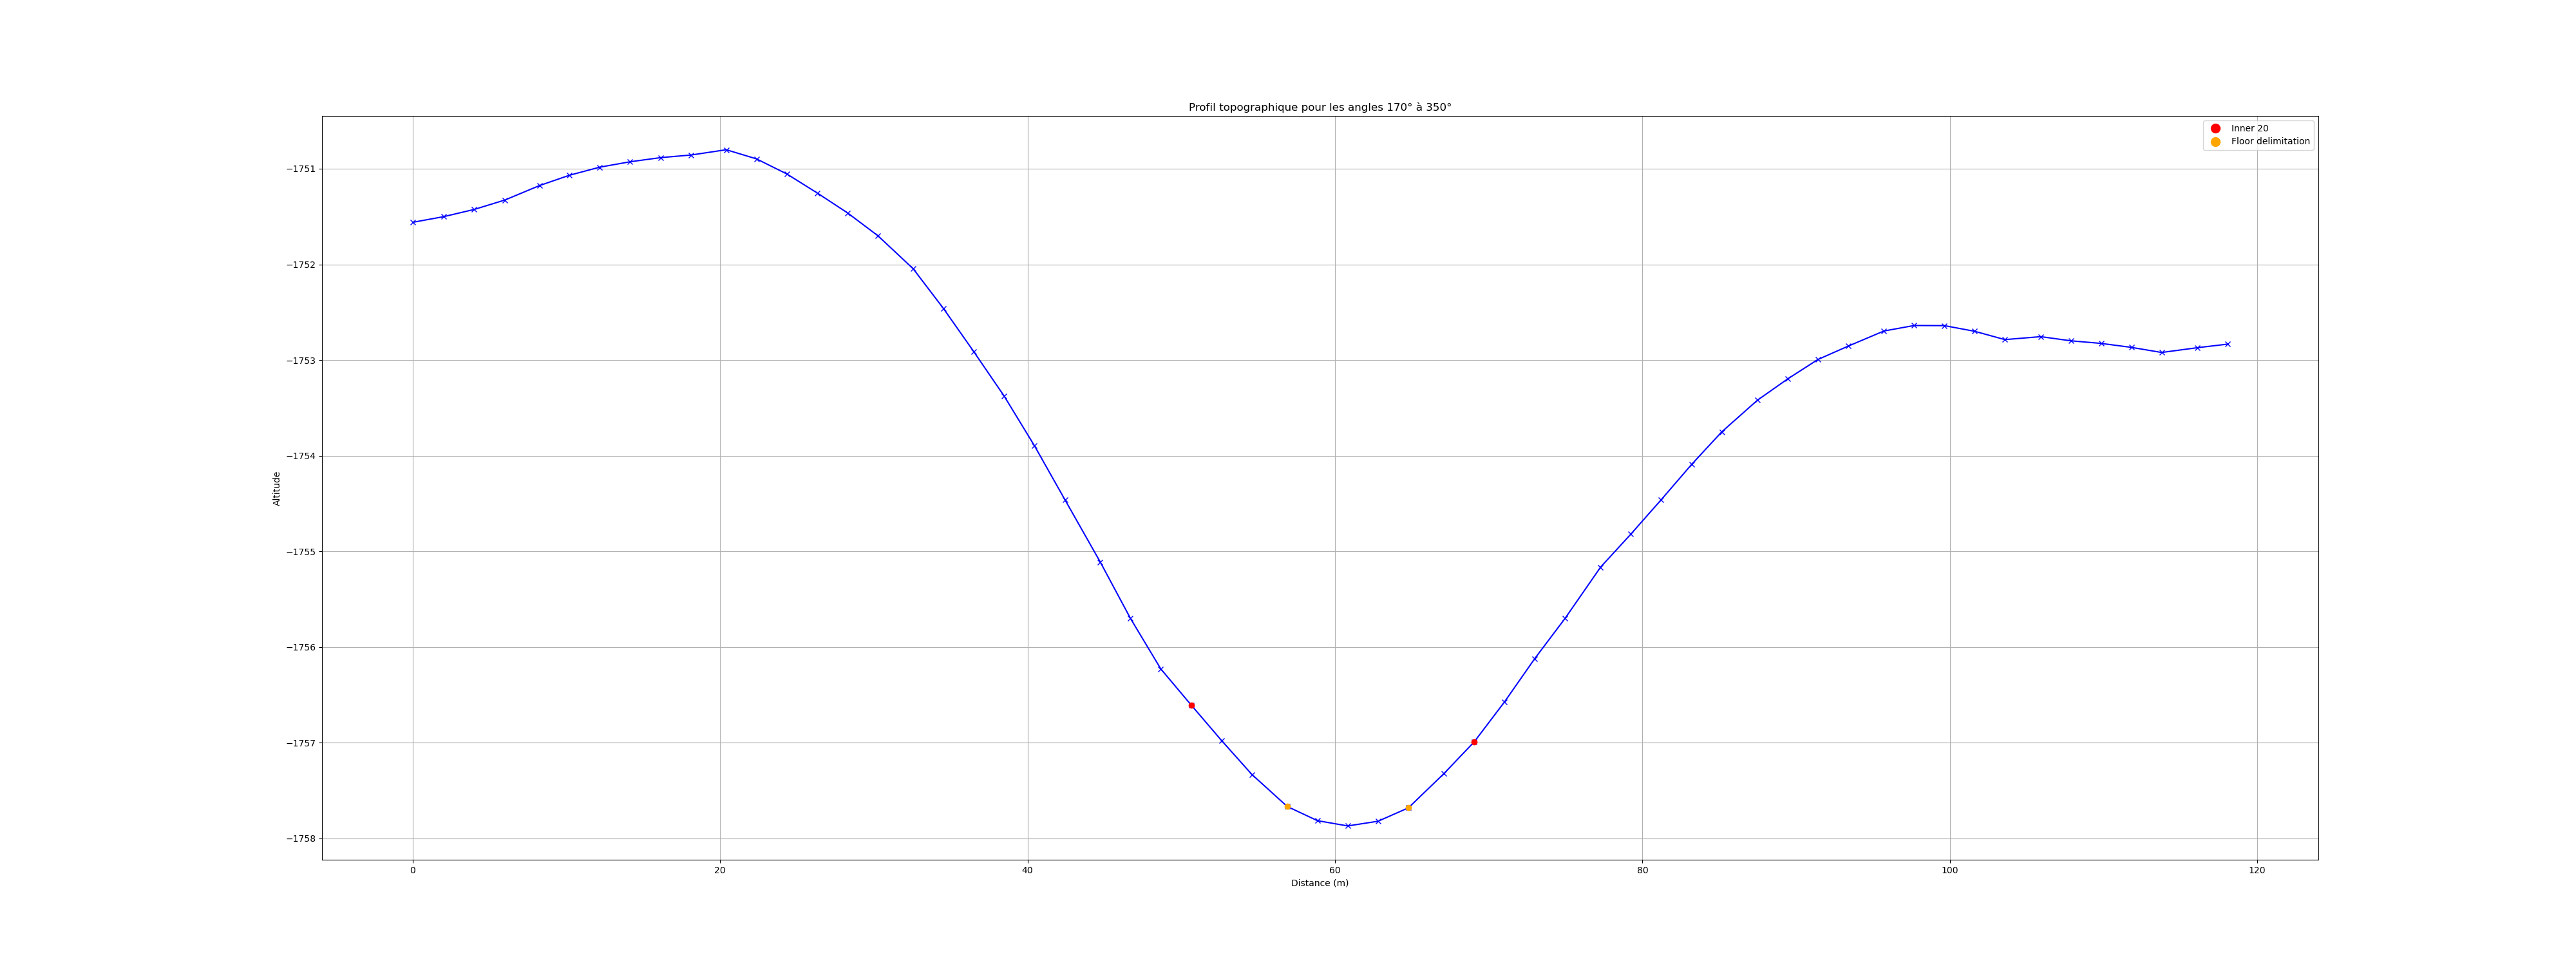 Profil topographique pour les angles 170° à 350°
Inner 20
Floor delimitation
−1751
−1752
−1753
−1754
−1755
−1756
−1757
−1758
Altitude
0 20 40 60 80 100 120
Distance (m)